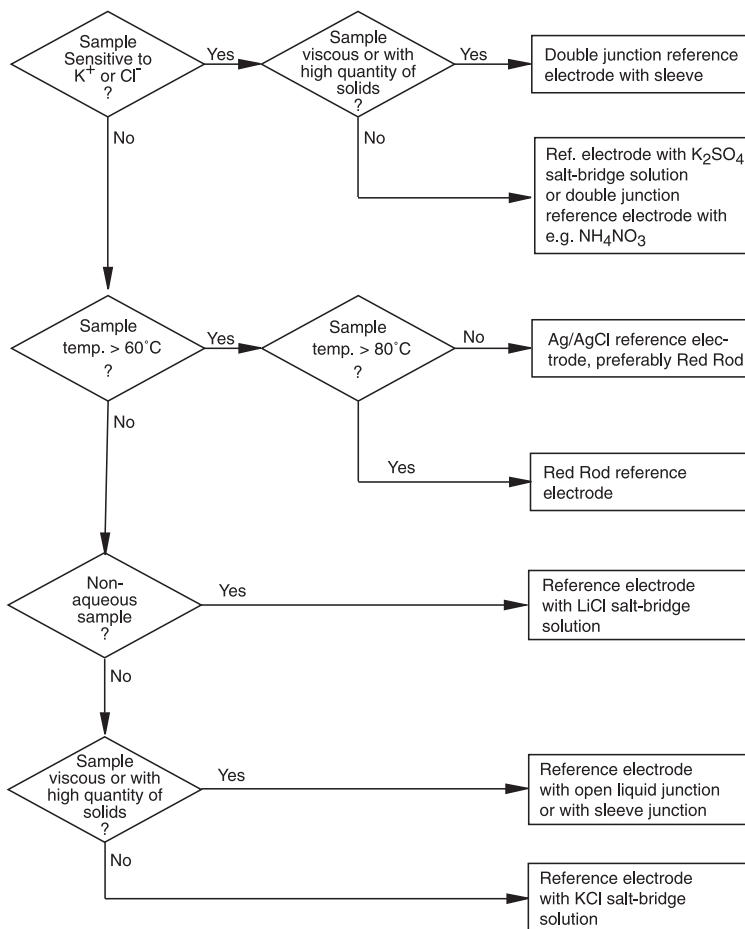 Sample
Sensitive to
K⁺ or Cl⁻
?
Yes
Sample
viscous or with
high quantity of
solids
?
Yes
Double junction reference
electrode with sleeve
No
No
Ref. electrode with K₂SO₄
salt-bridge solution
or double junction
reference electrode with
e.g. NH₄NO₃
Sample
temp. > 60˚C
?
Yes
Sample
temp. > 80˚C
?
No
Ag/AgCl reference elec-
trode, preferably Red Rod
No
Yes
Red Rod reference
electrode
Non-
aqueous
sample
?
Yes
Reference electrode
with LiCl salt-bridge
solution
No
Sample
viscous or with
high quantity of
solids
?
Yes
Reference electrode
with open liquid junction
or with sleeve junction
No
Reference electrode
with KCl salt-bridge
solution